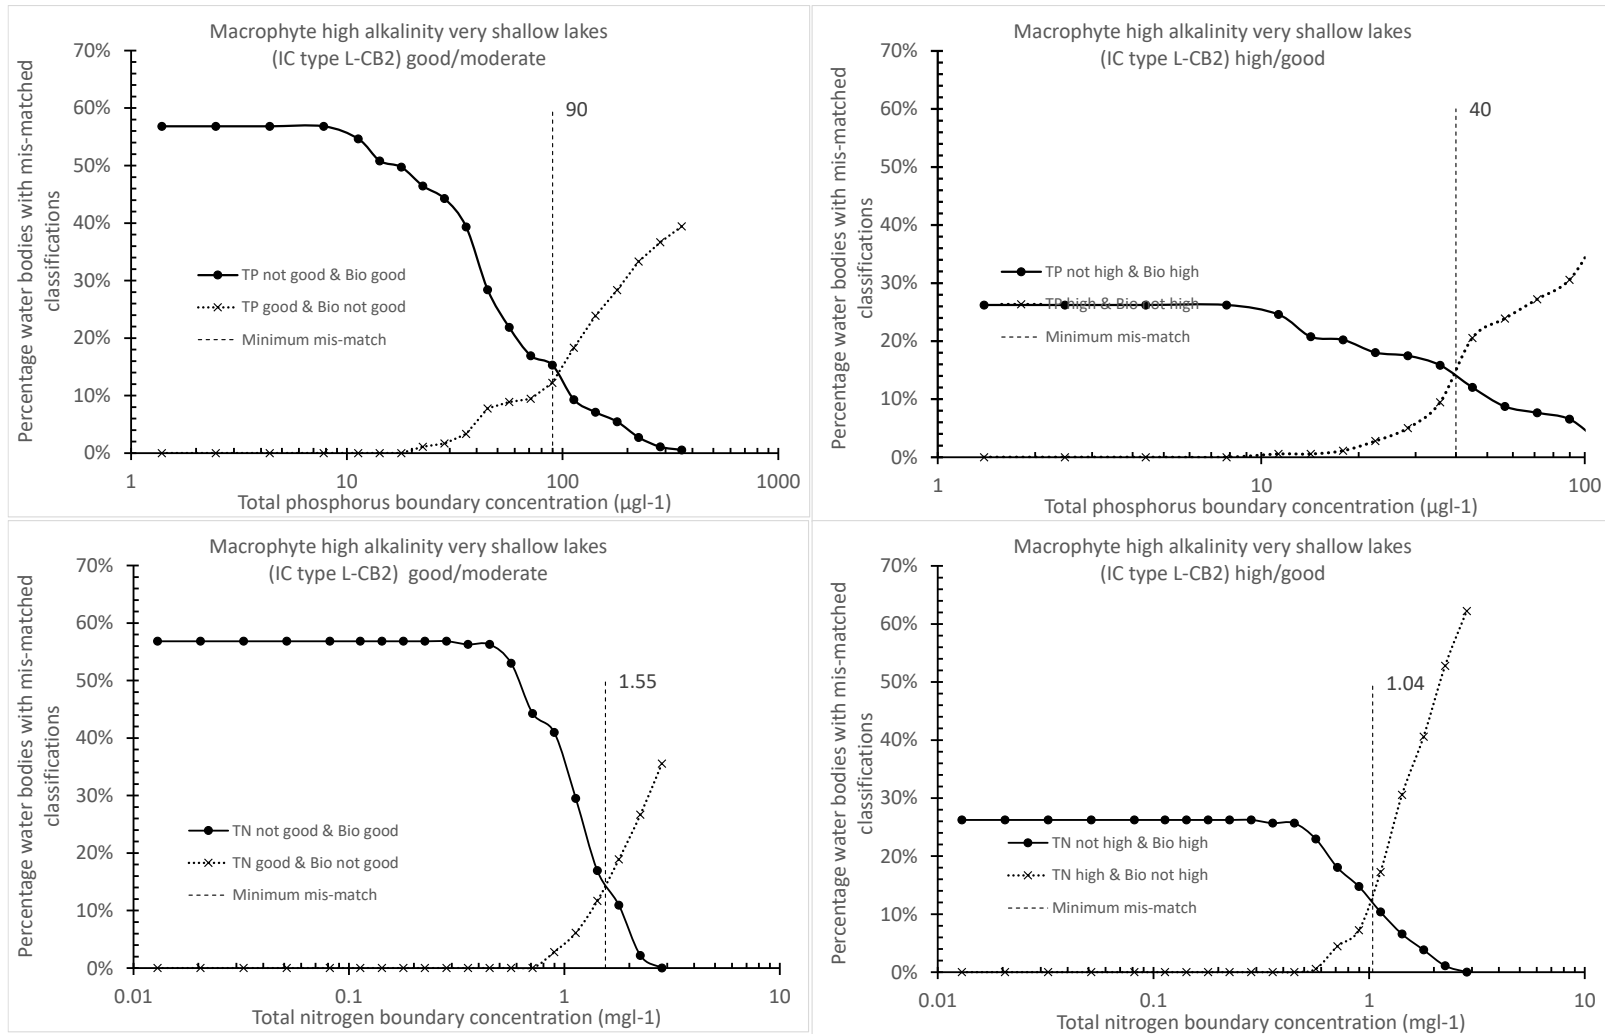 Macrophyte high alkalinity very shallow lakes
(IC type L-CB2) good/moderate
Percentage water bodies with mis-matched
classifications
70%
60%
50%
40%
30%
20%
10%
0%
90
TP not good & Bio good
TP good & Bio not good
Minimum mis-match
1
10
100
1000
Total phosphorus boundary concentration (µgl-1)
Macrophyte high alkalinity very shallow lakes
(IC type L-CB2) high/good
Percentage water bodies with mis-matched
classifications
70%
60%
50%
40%
30%
20%
10%
0%
40
TP not high & Bio high
TP high & Bio not high
Minimum mis-match
1
10
100
Total phosphorus boundary concentration (µgl-1)
Macrophyte high alkalinity very shallow lakes
(IC type L-CB2) good/moderate
Percentage water bodies with mis-matched
classifications
70%
60%
50%
40%
30%
20%
10%
0%
1.55
TN not good & Bio good
TN good & Bio not good
Minimum mis-match
0.01
0.1
1
10
Total nitrogen boundary concentration (mgl-1)
Macrophyte high alkalinity very shallow lakes
(IC type L-CB2) high/good
Percentage water bodies with mis-matched
classifications
70%
60%
50%
40%
30%
20%
10%
0%
1.04
TN not high & Bio high
TN high & Bio not high
Minimum mis-match
0.01
0.1
1
10
Total nitrogen boundary concentration (mgl-1)